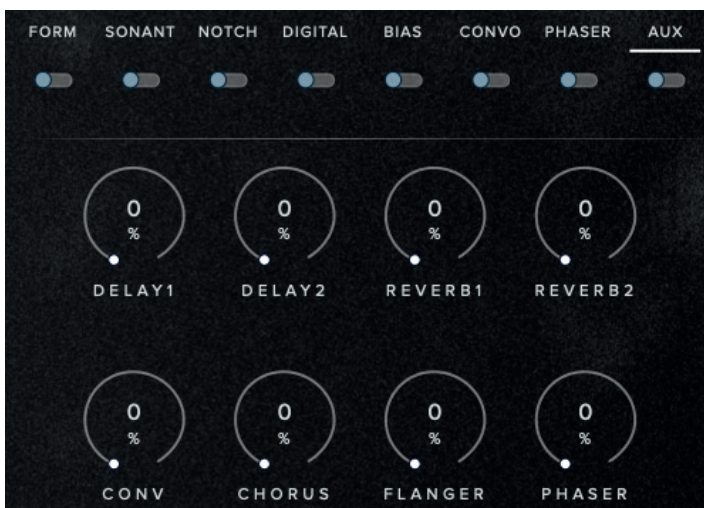 FORM SONANT NOTCH DIGITAL BIAS CONVO PHASER AUX
0 0 0 0
% % % %
DELAY1 DELAY2 REVERB1 REVERB2
0 0 0 0
% % % %
CONV CHORUS FLANGER PHASER